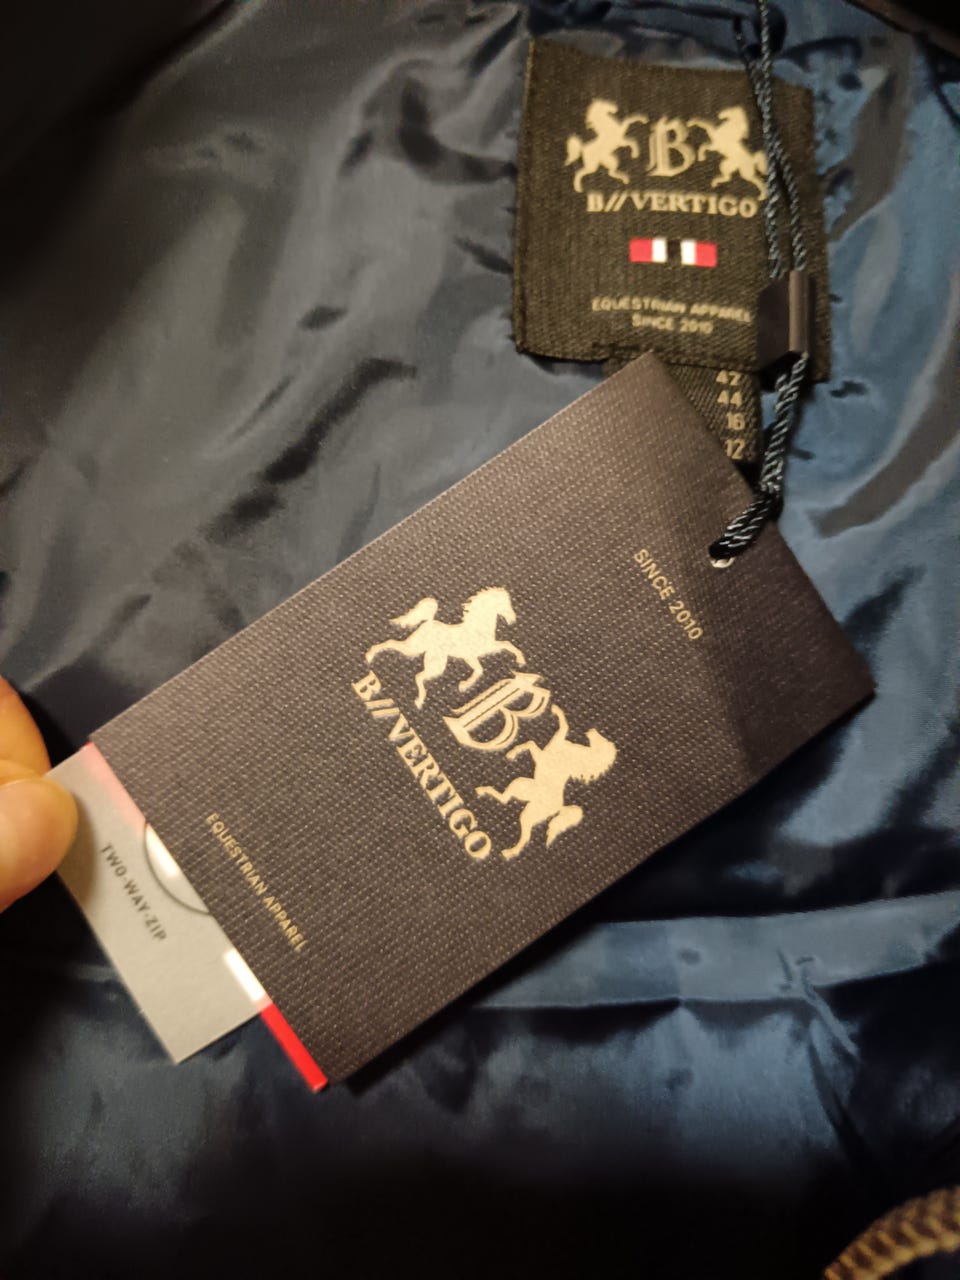 B
B//VERTIGO
EQUESTRIAN APPAREL
SINCE 2010
42
44
16
12
SINCE 2010
B
B//VERTIGO
EQUESTRIAN APPAREL
TWO-WAY-ZIP